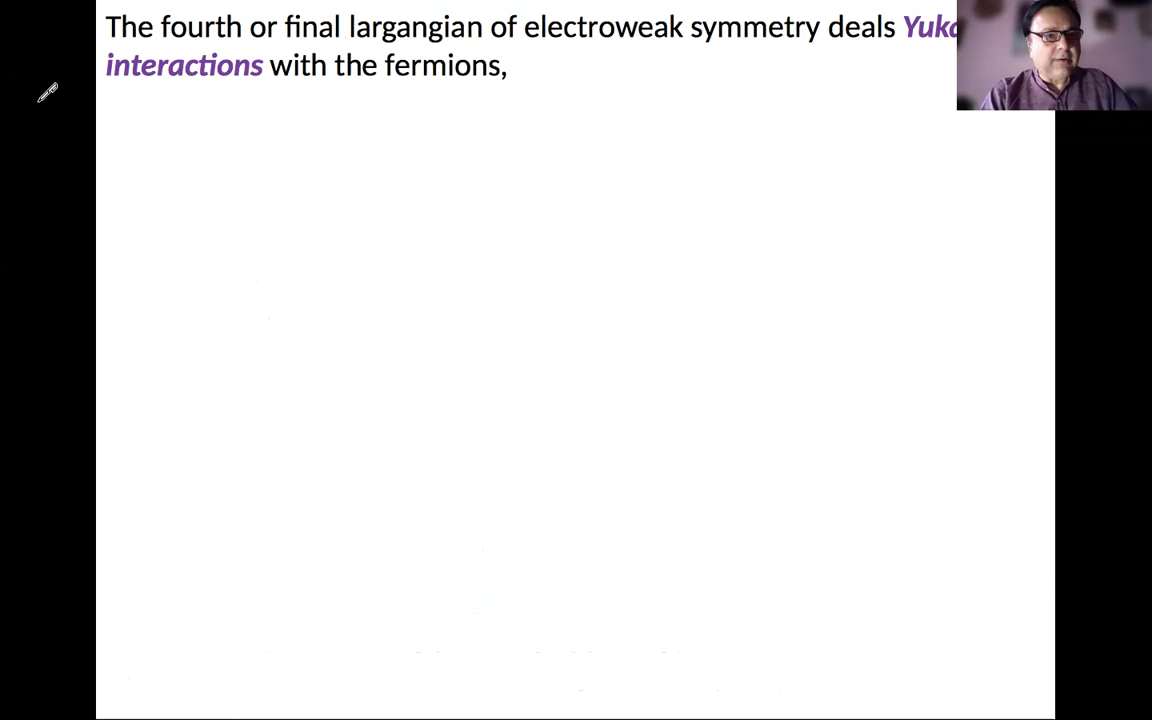 The fourth or final largangian of electroweak symmetry deals
interactions with the fermions,